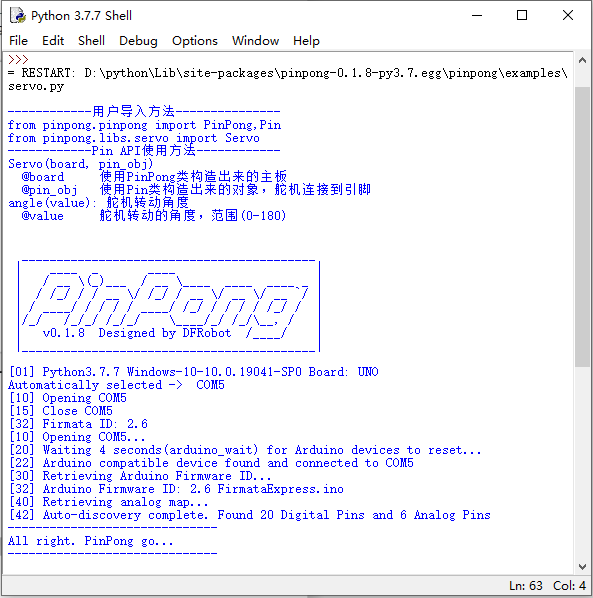 Python 3.7.7 Shell
File Edit Shell Debug Options Window Help
>>>
= RESTART: D:\python\Lib\site-packages\pinpong-0.1.8-py3.7.egg\pinpong\examples\
servo.py
------------用户导入方法---------------
from pinpong.pinpong import PinPong,Pin
from pinpong.libs.servo import Servo
------------Pin API使用方法------------
Servo(board, pin_obj)
@board 使用PinPong类构造出来的主板
@pin_obj 使用Pin类构造出来的对象，舵机连接到引脚
angle(value): 舵机转动角度
@value 舵机转动的角度，范围(0-180)
PinPong
v0.1.8 Designed by DFRobot
[01] Python3.7.7 Windows-10-10.0.19041-SP0 Board: UNO
Automatically selected -> COM5
[10] Opening COM5
[15] Close COM5
[32] Firmata ID: 2.6
[10] Opening COM5...
[20] Waiting 4 seconds(arduino_wait) for Arduino devices to reset...
[22] Arduino compatible device found and connected to COM5
[30] Retrieving Arduino Firmware ID...
[32] Arduino Firmware ID: 2.6 FirmataExpress.ino
[40] Retrieving analog map...
[42] Auto-discovery complete. Found 20 Digital Pins and 6 Analog Pins
------------------------------
All right. PinPong go...
------------------------------
Ln: 63 Col: 4